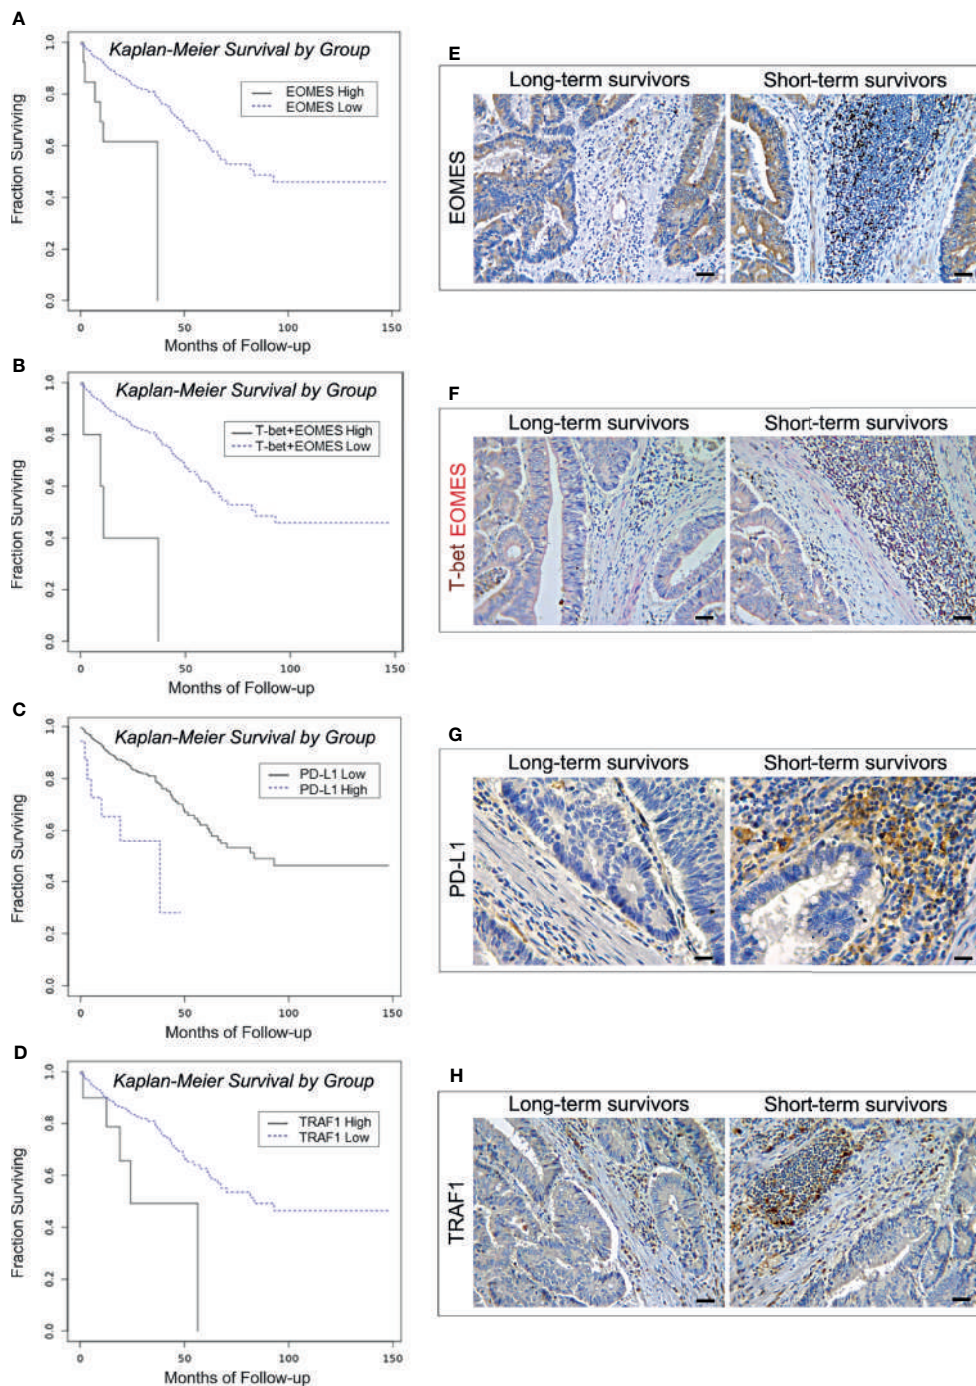 A
Kaplan-Meier Survival by Group
EOMES High
EOMES Low
Fraction Surviving
1.0
0.8
0.6
0.4
0.2
0.0
0
50
100
150
Months of Follow-up
E
Long-term survivors
Short-term survivors
EOMES
B
Kaplan-Meier Survival by Group
T-bet+EOMES High
T-bet+EOMES Low
Fraction Surviving
1.0
0.8
0.6
0.4
0.2
0.0
0
50
100
150
Months of Follow-up
F
Long-term survivors
Short-term survivors
T-bet EOMES
C
Kaplan-Meier Survival by Group
PD-L1 Low
PD-L1 High
Fraction Surviving
1.0
0.8
0.6
0.4
0.2
0.0
0
50
100
150
Months of Follow-up
G
Long-term survivors
Short-term survivors
PD-L1
D
Kaplan-Meier Survival by Group
TRAF1 High
TRAF1 Low
Fraction Surviving
1.0
0.8
0.6
0.4
0.2
0.0
0
50
100
150
Months of Follow-up
H
Long-term survivors
Short-term survivors
TRAF1